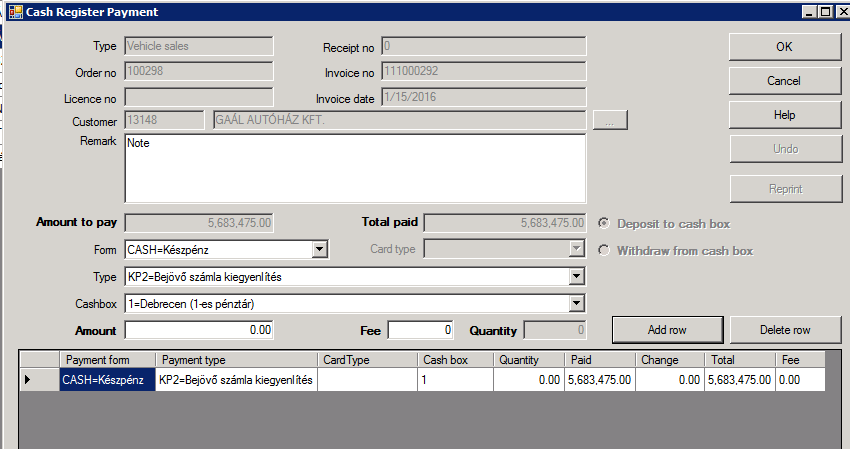 Cash Register Payment
Type Vehicle sales Receipt no 0 OK
Order no 100298 Invoice no 111000292 Cancel
Licence no Invoice date 1/15/2016
Customer 13148 GAÁL AUTÓHÁZ KFT. ... Help
Remark Note Undo
Reprint
Amount to pay 5,683,475.00 Total paid 5,683,475.00 Deposit to cash box
Form CASH=Készpénz Card type Withdraw from cash box
Type KP2=Bejövő számla kiegyenlítés
Cashbox 1=Debrecen (1-es pénztár)
Amount 0.00 Fee 0 Quantity 0 Add row Delete row
Payment form Payment type CardType Cash box Quantity Paid Change Total Fee
CASH=Készpénz KP2=Bejövő számla kiegyenlítés 1 0.00 5,683,475.00 0.00 5,683,475.00 0.00